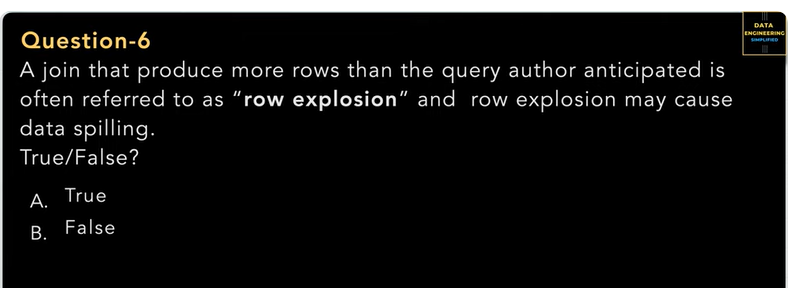 DATA
ENGINEERING
SIMPLIFIED
Question-6
A join that produce more rows than the query author anticipated is
often referred to as “row explosion” and row explosion may cause
data spilling.
True/False?
A. True
B. False